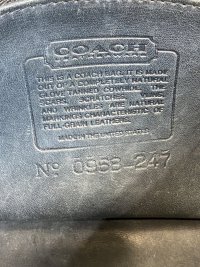 COACH
THIS IS A COACH BAG. IT IS MADE
OUT OF A COMPLETELY NATURAL
GLOVE TANNED COWHIDE. THE
SCARS, SCRATCHES, VEINS
AND WRINKLES ARE NATURAL
MARKINGS CHARACTERISTIC OF
FULL-GRAIN LEATHERS.
MADE IN THE UNITED STATES
No 0958-247